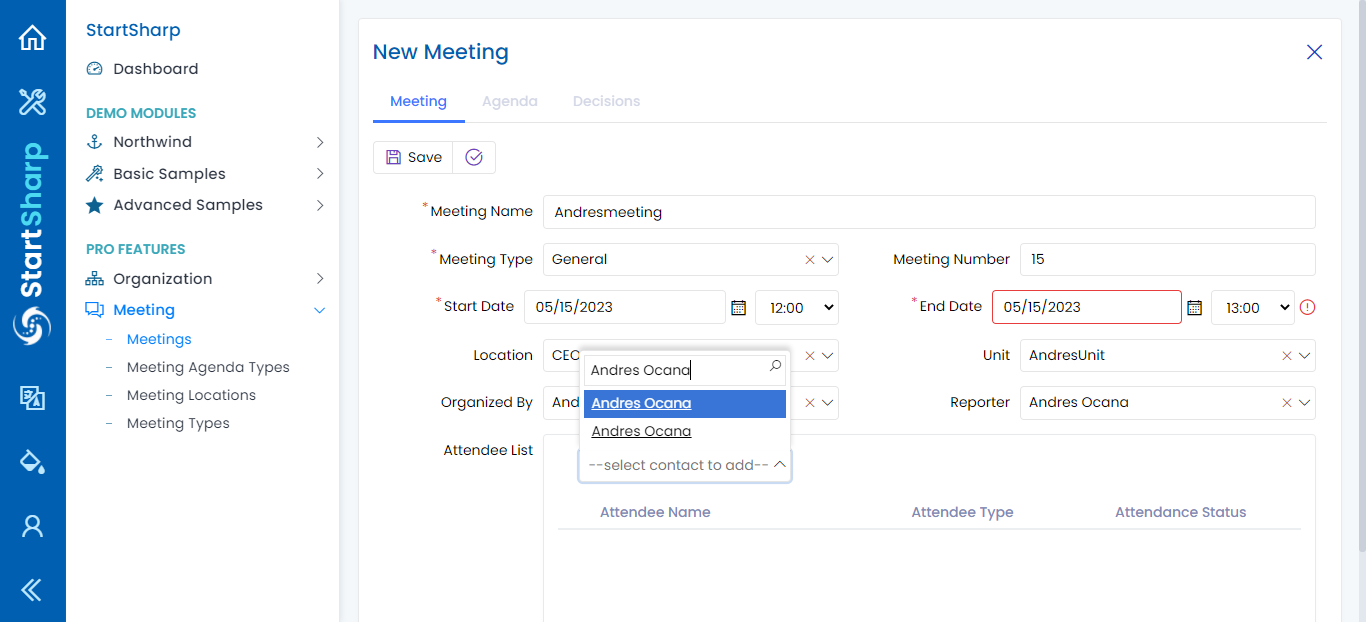 StartSharp
StartSharp
Dashboard
DEMO MODULES
Northwind
Basic Samples
Advanced Samples
PRO FEATURES
Organization
Meeting
Meetings
Meeting Agenda Types
Meeting Locations
Meeting Types
New Meeting
Meeting Agenda Decisions
Save
* Meeting Name Andresmeeting
* Meeting Type General Meeting Number 15
* Start Date 05/15/2023 12:00 * End Date 05/15/2023 13:00
Location CEO Unit AndresUnit
Andres Ocana
Organized By And Reporter Andres Ocana
Andres Ocana
Andres Ocana
Attendee List
--select contact to add--
Attendee Name Attendee Type Attendance Status